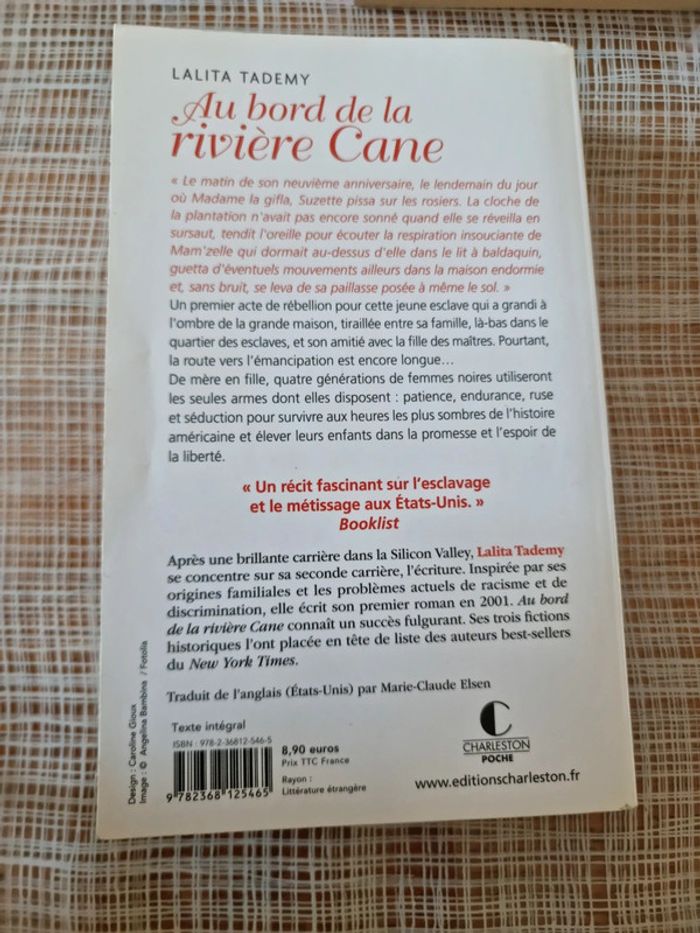 LALITA TADEMY
Au bord de la
rivière Cane
« Le matin de son neuvième anniversaire, le lendemain du jour
où Madame la gifla, Suzette pissa sur les rosiers. La cloche de
la plantation n'avait pas encore sonné quand elle se réveilla en
sursaut, tendit l'oreille pour écouter la respiration insouciante de
Mam'zelle qui dormait au-dessus d'elle dans le lit à baldaquin,
guetta d'éventuels mouvements ailleurs dans la maison endormie
et, sans bruit, se leva de sa paillasse posée à même le sol. »
Un premier acte de rébellion pour cette jeune esclave qui a grandi à
l'ombre de la grande maison, tiraillée entre sa famille, là-bas dans le
quartier des esclaves, et son amitié avec la fille des maîtres. Pourtant,
la route vers l'émancipation est encore longue...
De mère en fille, quatre générations de femmes noires utiliseront
les seules armes dont elles disposent : patience, endurance, ruse
et séduction pour survivre aux heures les plus sombres de l'histoire
américaine et élever leurs enfants dans la promesse et l'espoir de
la liberté.
« Un récit fascinant sur l'esclavage
et le métissage aux États-Unis. »
Booklist
Après une brillante carrière dans la Silicon Valley, Lalita Tademy
se concentre sur sa seconde carrière, l'écriture. Inspirée par ses
origines familiales et les problèmes actuels de racisme et de
discrimination, elle écrit son premier roman en 2001. Au bord
de la rivière Cane connaît un succès fulgurant. Ses trois fictions
historiques l'ont placée en tête de liste des auteurs best-sellers
du New York Times.
Traduit de l'anglais (États-Unis) par Marie-Claude Elsen
Design : Caroline Gioux
Image : © Angelina Bambina / Fotolia
Texte intégral
ISBN : 978-2-36812-546-5
9 782368 125465
8,90 euros
Prix TTC France
Rayon :
Littérature étrangère
CHARLESTON
POCHE
www.editionscharleston.fr